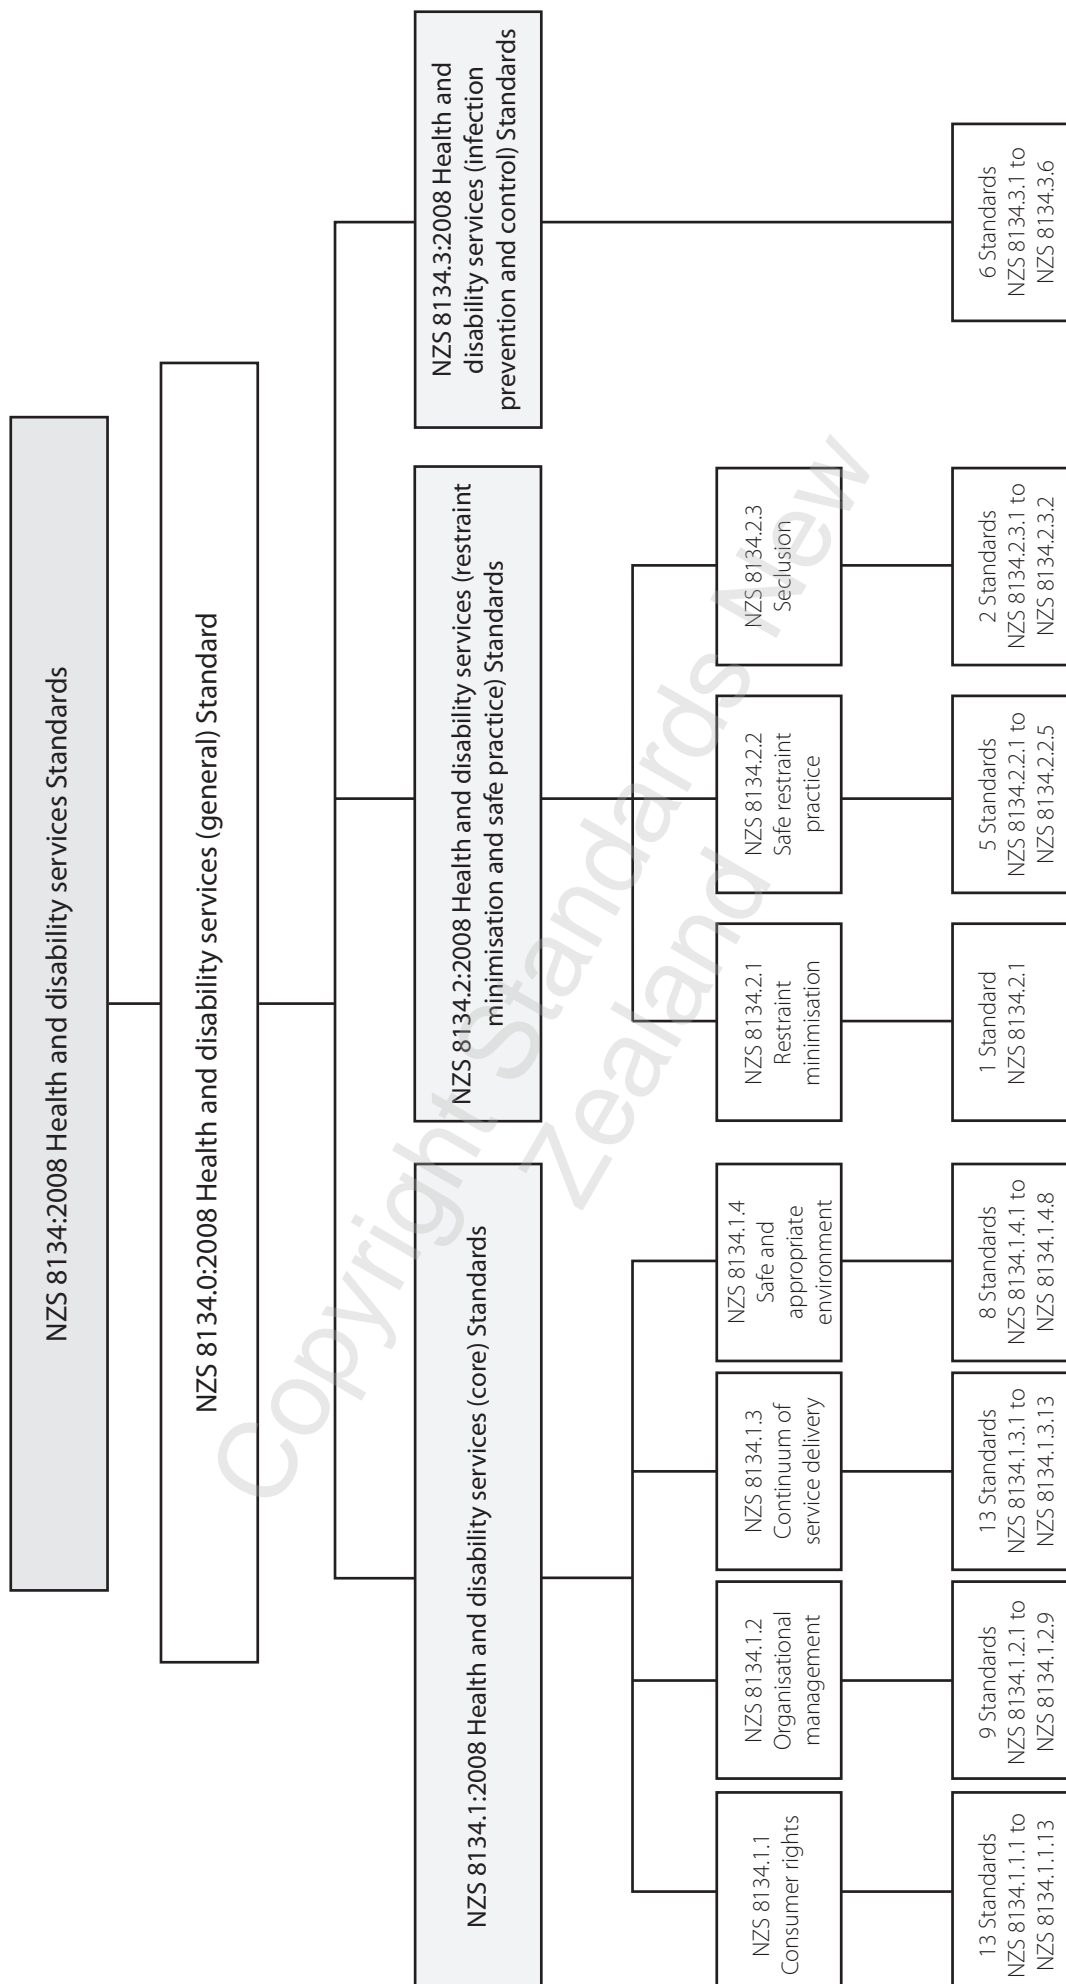 NZS 8134:2008 Health and disability services Standards
NZS 8134.0:2008 Health and disability services (general) Standard
NZS 8134.1:2008 Health and disability services (core) Standards
NZS 8134.2:2008 Health and disability services (restraint
minimisation and safe practice) Standards
NZS 8134.3:2008 Health and
disability services (infection
prevention and control) Standards
NZS 8134.1.1
Consumer rights
NZS 8134.1.2
Organisational
management
NZS 8134.1.3
Continuum of
service delivery
NZS 8134.1.4
Safe and
appropriate
environment
NZS 8134.2.1
Restraint
minimisation
NZS 8134.2.2
Safe restraint
practice
NZS 8134.2.3
Seclusion
13 Standards
NZS 8134.1.1.1 to
NZS 8134.1.1.13
9 Standards
NZS 8134.1.2.1 to
NZS 8134.1.2.9
13 Standards
NZS 8134.1.3.1 to
NZS 8134.1.3.13
8 Standards
NZS 8134.1.4.1 to
NZS 8134.1.4.8
1 Standard
NZS 8134.2.1
5 Standards
NZS 8134.2.2.1 to
NZS 8134.2.2.5
2 Standards
NZS 8134.2.3.1 to
NZS 8134.2.3.2
6 Standards
NZS 8134.3.1 to
NZS 8134.3.6
Copyright Standards New
Zealand